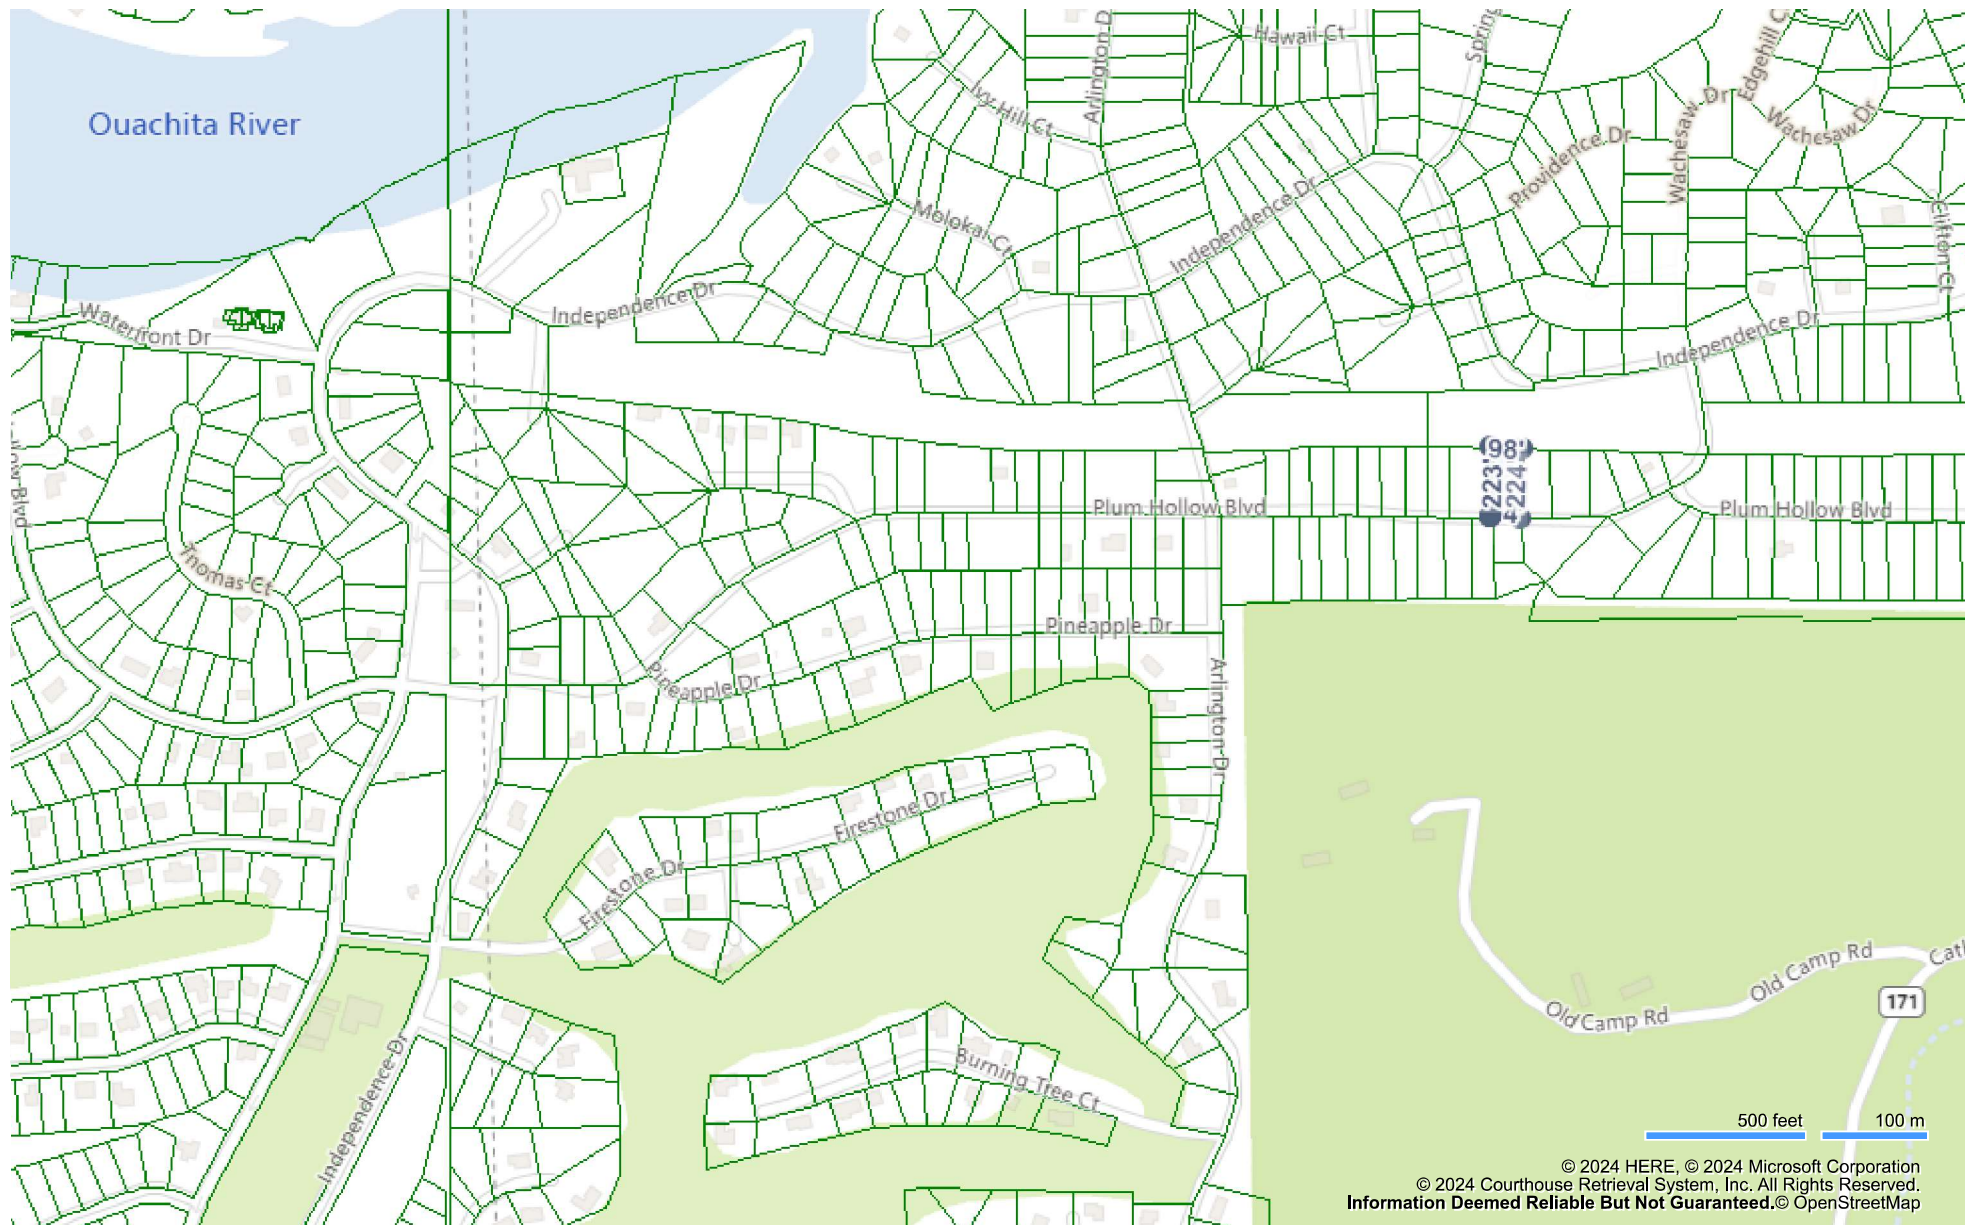 Hawaii Ct
Arlington D
Spring
Edgehill C
Ouachita River
Ivy Hill Ct
Wachesaw Dr
Wachesaw Dr
Providence Dr
Molokai Ct
Independence Dr
Clifton Ct
Independence Dr
Waterfront Dr
Independence Dr
98'
223'
224'
Blvd
Plum Hollow Blvd
Plum Hollow Blvd
Thomas Ct
Pineapple Dr
Pineapple Dr
Arlington Dr
Firestone Dr
Firestone Dr
Old Camp Rd
Cath
171
Old Camp Rd
Burning Tree Ct
Independence Dr
500 feet
100 m
© 2024 HERE, © 2024 Microsoft Corporation
© 2024 Courthouse Retrieval System, Inc. All Rights Reserved.
Information Deemed Reliable But Not Guaranteed.© OpenStreetMap